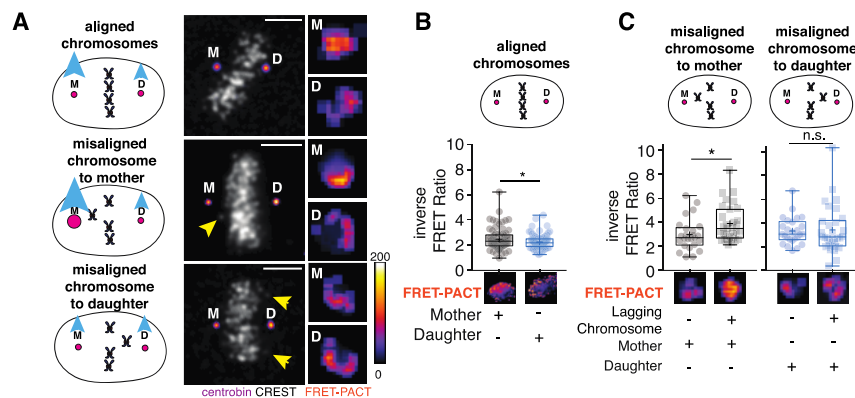 A
aligned
chromosomes
M
D
M
D
M
D
misaligned
chromosome
to mother
M
D
M
D
M
D
misaligned
chromosome
to daughter
M
D
M
D
M
D
200
0
centrobin CREST FRET-PACT
B
aligned
chromosomes
M
D
inverse
FRET Ratio
10
8
6
4
2
0
*
FRET-PACT
Mother + -
Daughter - +
C
misaligned
chromosome
to mother
misaligned
chromosome
to daughter
M
D
M
D
n.s.
inverse
FRET Ratio
10
8
6
4
2
0
*
FRET-PACT
Lagging
Chromosome - + - +
Mother + + - -
Daughter - - + +